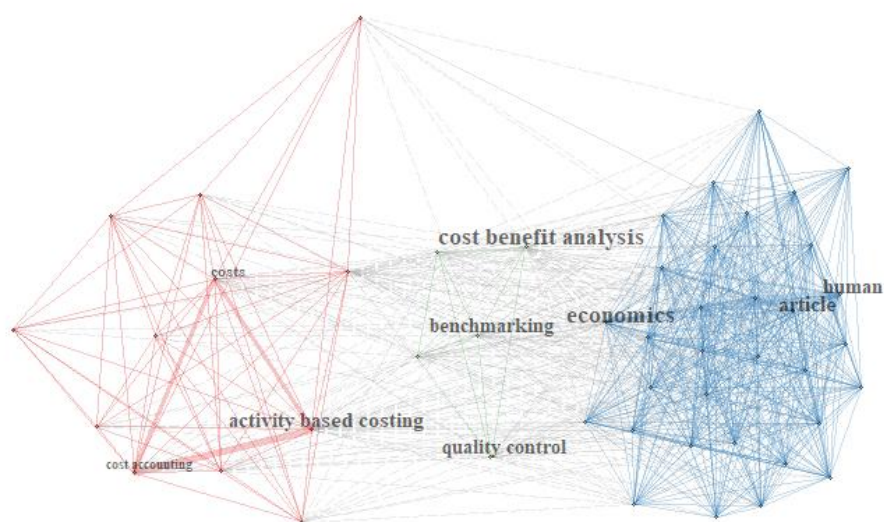 cost benefit analysis
costs
human
article
economics
benchmarking
activity based costing
quality control
cost accounting